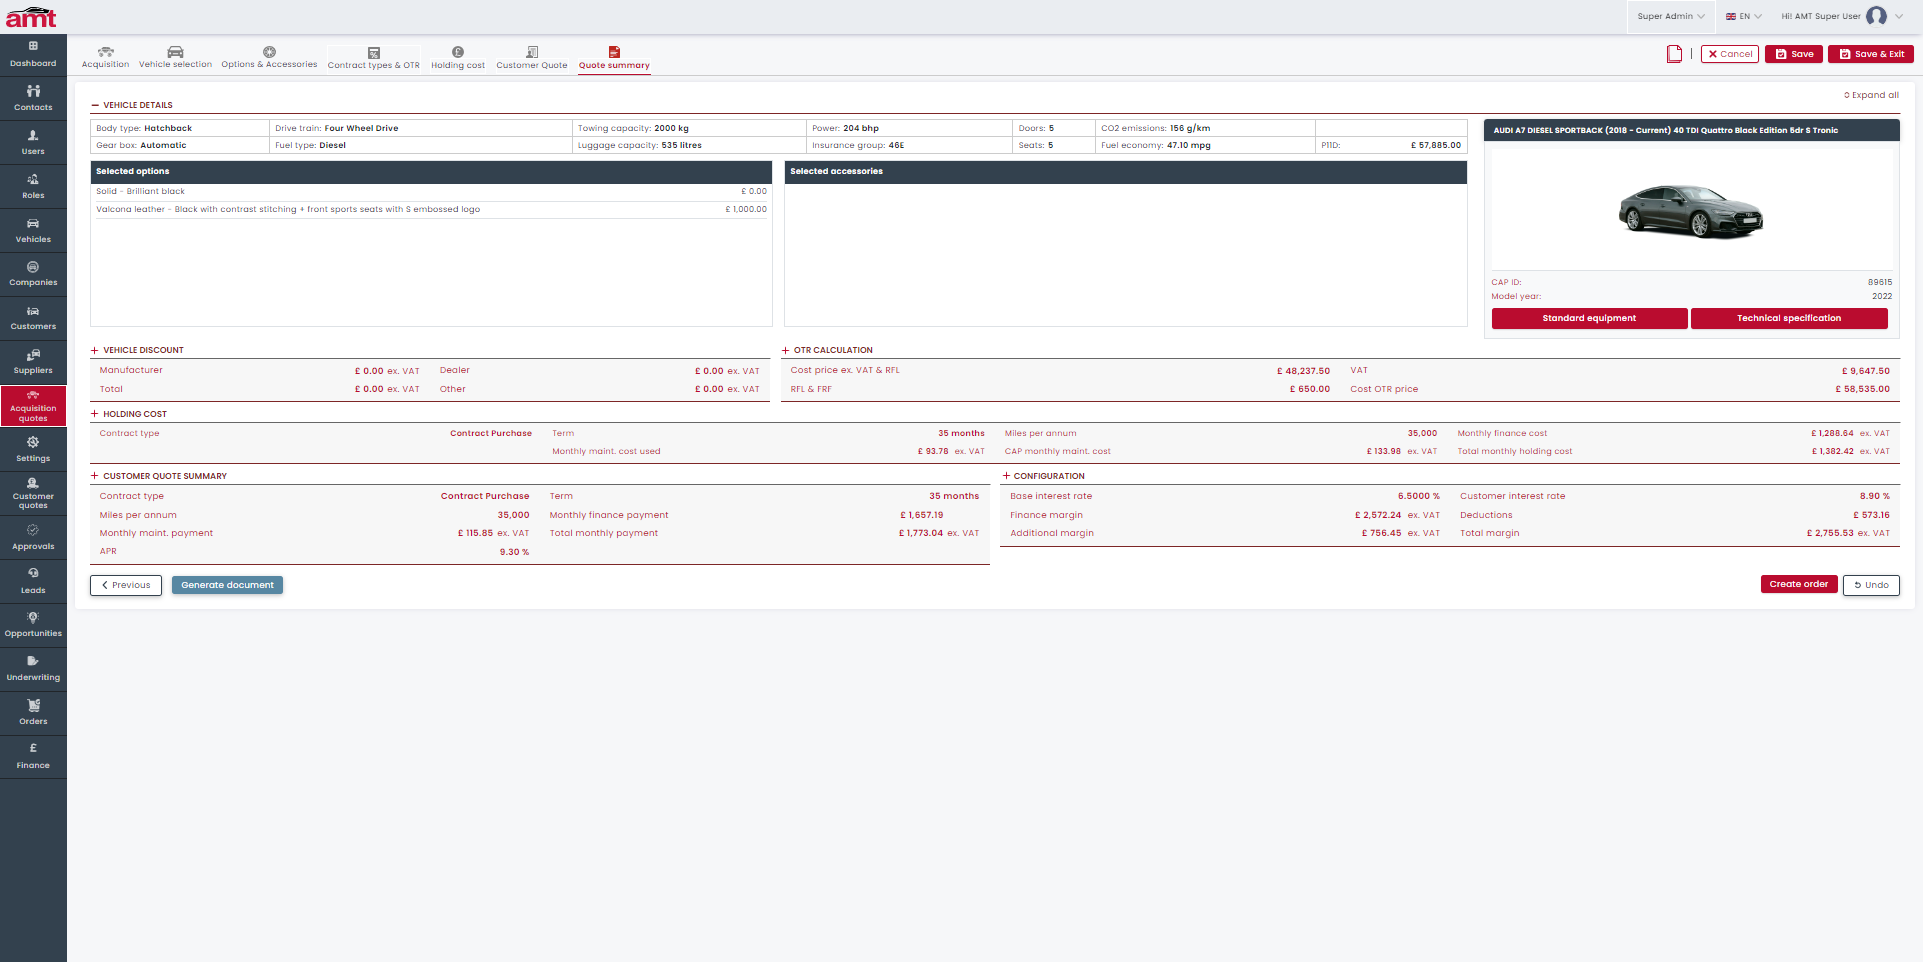 amt
Super Admin
EN
Hi! AMT Super User
Dashboard
Contacts
Users
Roles
Vehicles
Companies
Customers
Suppliers
Acquisition
quotes
Settings
Customer
quotes
Approvals
Leads
Opportunities
Underwriting
Orders
Finance
Acquisition
Vehicle selection
Options & Accessories
Contract types & OTR
Holding cost
Customer Quote
Quote summary
Cancel
Save
Save & Exit
Expand all
VEHICLE DETAILS
Body type: Hatchback
Drive train: Four Wheel Drive
Towing capacity: 2000 kg
Power: 204 bhp
Doors: 5
CO2 emissions: 156 g/km
Gear box: Automatic
Fuel type: Diesel
Luggage capacity: 535 litres
Insurance group: 46E
Seats: 5
Fuel economy: 47.10 mpg
P11D: £ 57,885.00
Selected options
Solid - Brilliant black £ 0.00
Valcona leather - Black with contrast stitching + front sports seats with S embossed logo £ 1,000.00
Selected accessories
AUDI A7 DIESEL SPORTBACK (2018 - Current) 40 TDI Quattro Black Edition 5dr S Tronic
CAP ID: 89615
Model year: 2022
Standard equipment
Technical specification
VEHICLE DISCOUNT
Manufacturer £ 0.00 ex. VAT Dealer £ 0.00 ex. VAT
Total £ 0.00 ex. VAT Other £ 0.00 ex. VAT
OTR CALCULATION
Cost price ex. VAT & RFL £ 48,237.50 VAT £ 9,647.50
RFL & FRF £ 650.00 Cost OTR price £ 58,535.00
HOLDING COST
Contract type Contract Purchase Term 35 months Miles per annum 35,000 Monthly finance cost £ 1,288.64 ex. VAT
Monthly maint. cost used £ 93.78 ex. VAT CAP monthly maint. cost £ 133.98 ex. VAT Total monthly holding cost £ 1,382.42 ex. VAT
CUSTOMER QUOTE SUMMARY
Contract type Contract Purchase Term 35 months
Miles per annum 35,000 Monthly finance payment £ 1,657.19
Monthly maint. payment £ 115.85 ex. VAT Total monthly payment £ 1,773.04 ex. VAT
APR 9.30 %
CONFIGURATION
Base interest rate 6.5000 % Customer interest rate 8.90 %
Finance margin £ 2,572.24 ex. VAT Deductions £ 573.16
Additional margin £ 756.45 ex. VAT Total margin £ 2,755.53 ex. VAT
Previous
Generate document
Create order
Undo